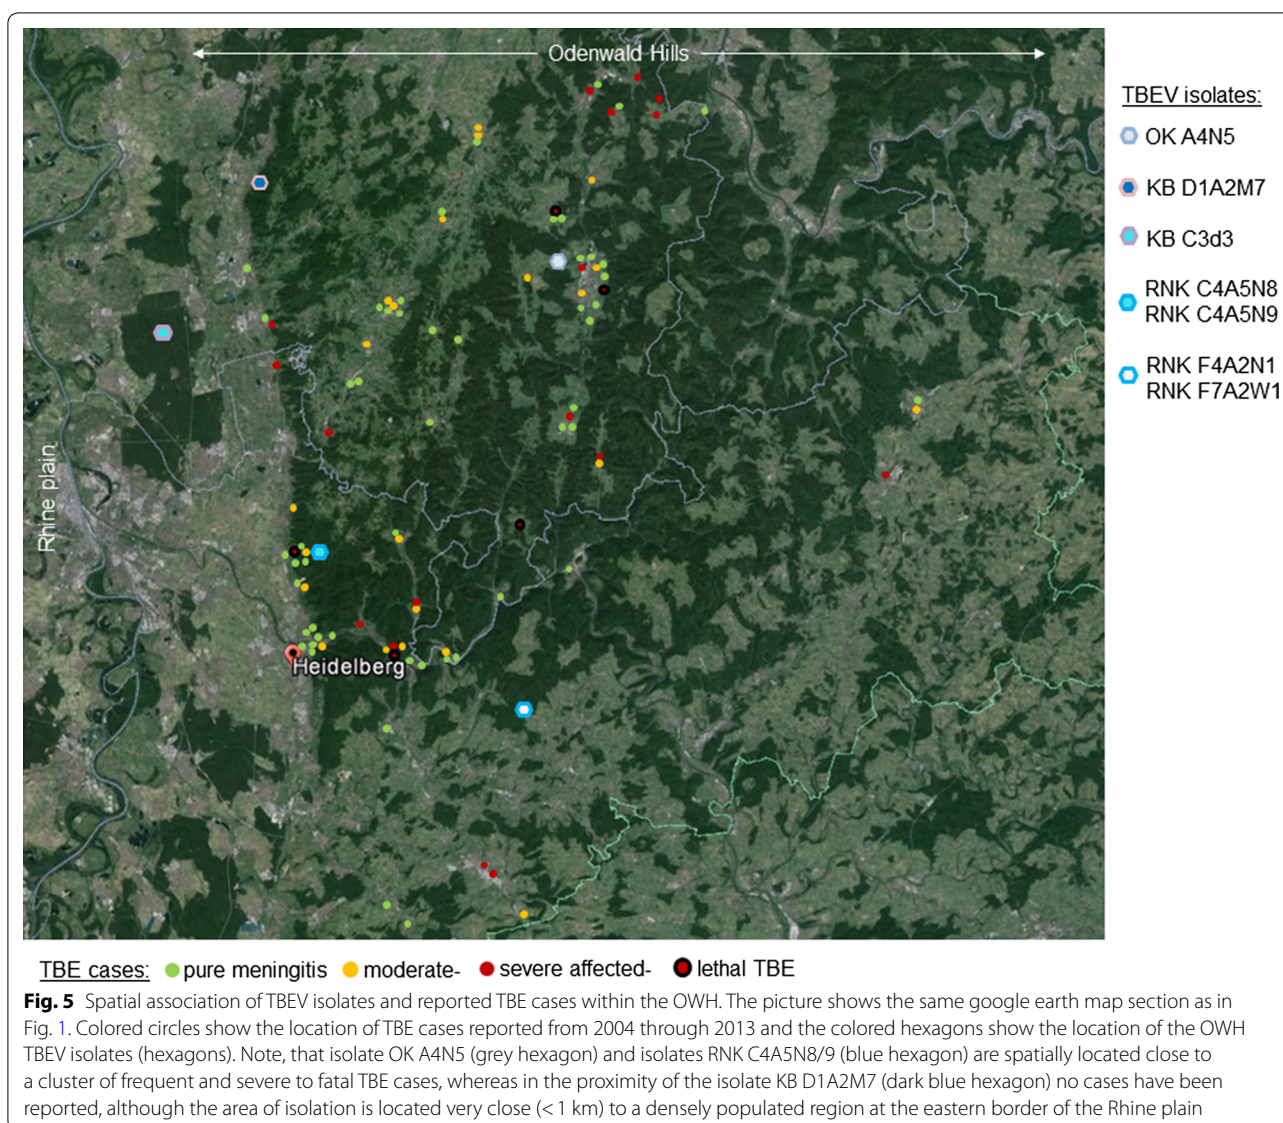 Odenwald Hills
TBEV isolates:
OK A4N5
KB D1A2M7
KB C3d3
RNK C4A5N8
RNK C4A5N9
RNK F4A2N1
RNK F7A2W1
Rhine plain
Heidelberg
TBE cases: pure meningitis moderate- severe affected- lethal TBE
Fig. 5 Spatial association of TBEV isolates and reported TBE cases within the OWH. The picture shows the same google earth map section as in
Fig. 1. Colored circles show the location of TBE cases reported from 2004 through 2013 and the colored hexagons show the location of the OWH
TBEV isolates (hexagons). Note, that isolate OK A4N5 (grey hexagon) and isolates RNK C4A5N8/9 (blue hexagon) are spatially located close to
a cluster of frequent and severe to fatal TBE cases, whereas in the proximity of the isolate KB D1A2M7 (dark blue hexagon) no cases have been
reported, although the area of isolation is located very close (< 1 km) to a densely populated region at the eastern border of the Rhine plain